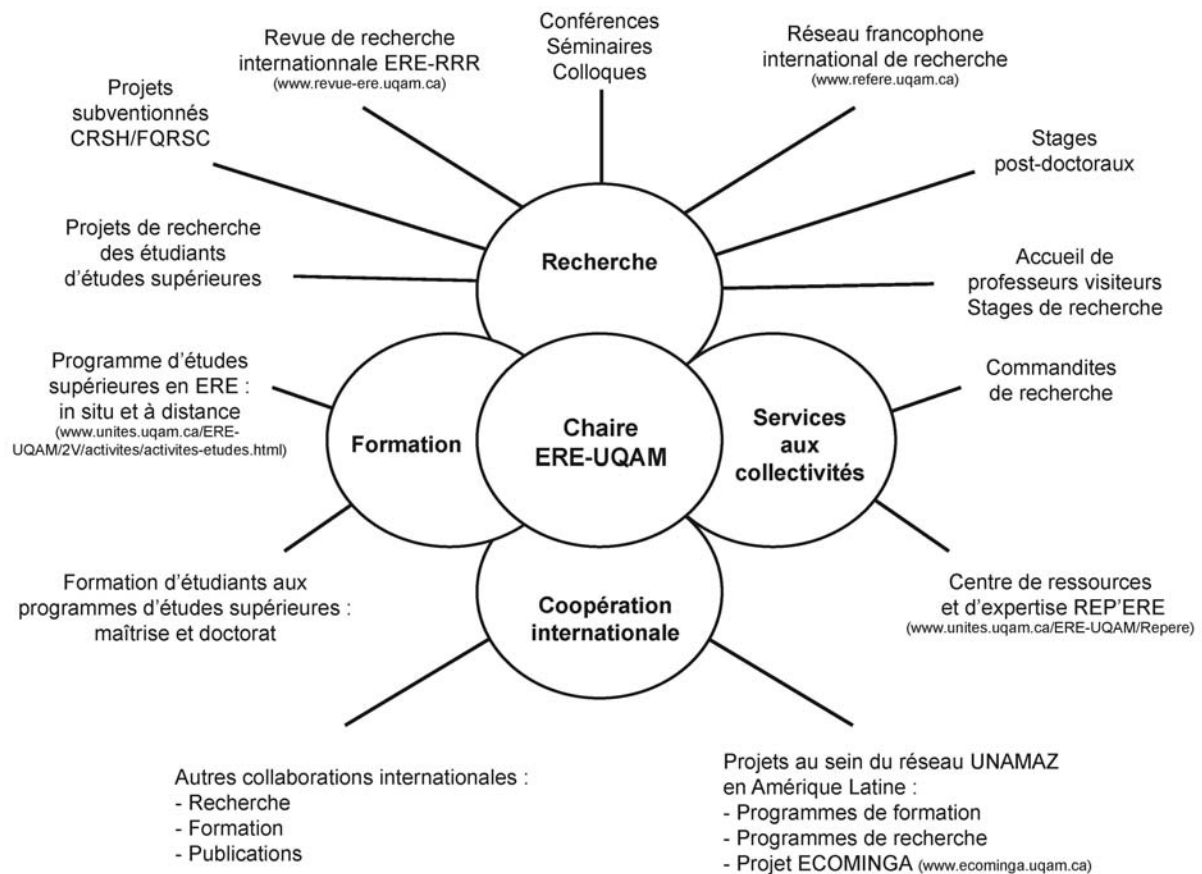 Conférences
Séminaires
Colloques
Revue de recherche
internationnale ERE-RRR
(www.revue-ere.uqam.ca)
Réseau francophone
international de recherche
(www.refere.uqam.ca)
Projets
subventionnés
CRSH/FQRSC
Stages
post-doctoraux
Projets de recherche
des étudiants
d'études supérieures
Recherche
Accueil de
professeurs visiteurs
Stages de recherche
Programme d'études
supérieures en ERE :
in situ et à distance
(www.unites.uqam.ca/ERE-
UQAM/2V/activites/activites-etudes.html)
Formation
Chaire
ERE-UQAM
Services
aux
collectivités
Commandites
de recherche
Formation d'étudiants aux
programmes d'études supérieures :
maîtrise et doctorat
Coopération
internationale
Centre de ressources
et d'expertise REP'ERE
(www.unites.uqam.ca/ERE-UQAM/Repere)
Autres collaborations internationales :
- Recherche
- Formation
- Publications
Projets au sein du réseau UNAMAZ
en Amérique Latine :
- Programmes de formation
- Programmes de recherche
- Projet ECOMINGA (www.ecominga.uqam.ca)